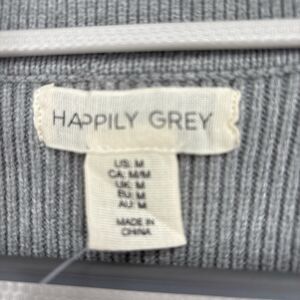 HAPPILY GREY
US: M
CA: M/M
UK: M
EU: M
AU: M
MADE IN
CHINA